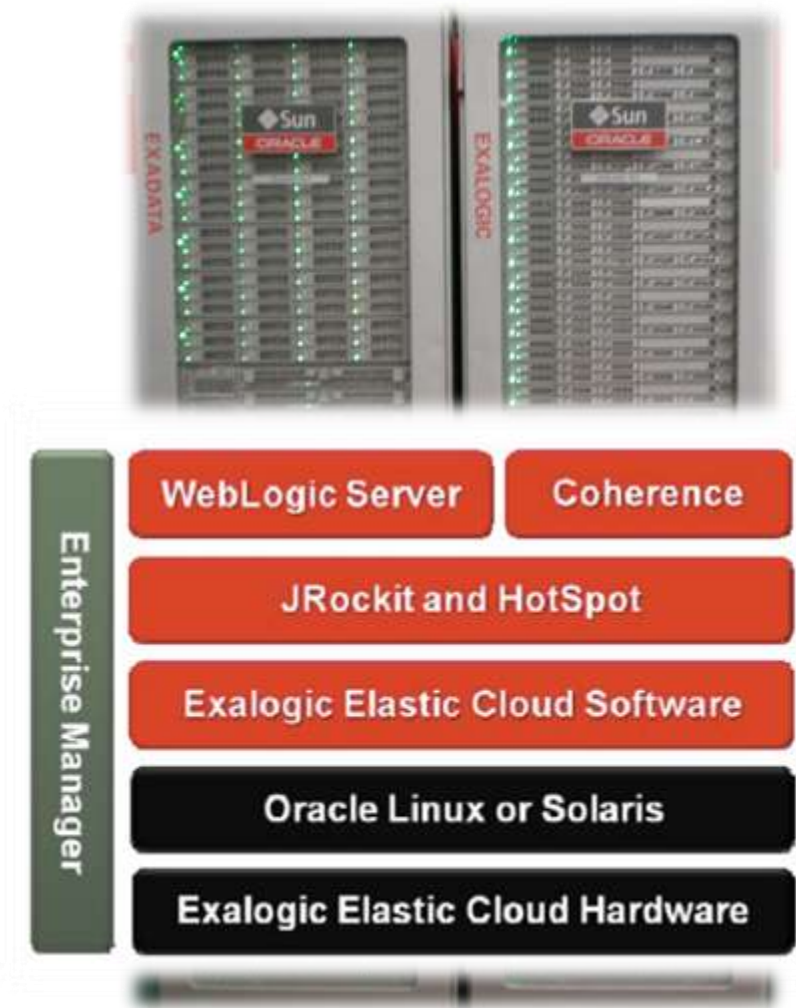 EXADATA
Sun
ORACLE
EXALOGIC
Sun
ORACLE
Enterprise Manager
WebLogic Server
Coherence
JRockit and HotSpot
Exalogic Elastic Cloud Software
Oracle Linux or Solaris
Exalogic Elastic Cloud Hardware